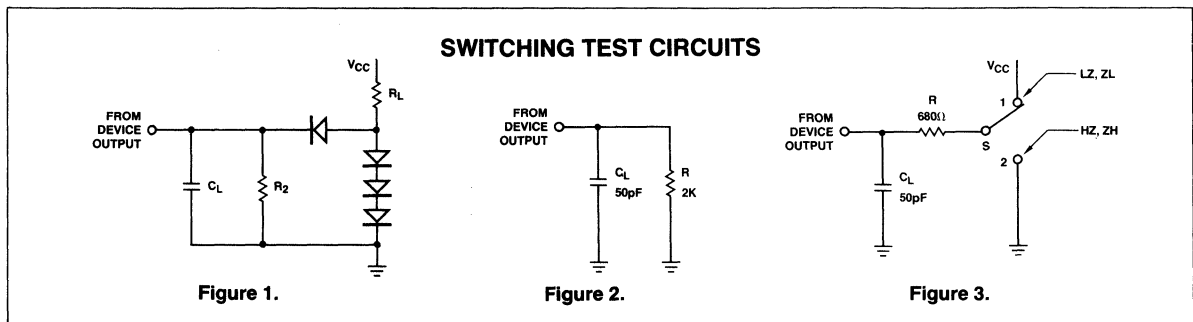 SWITCHING TEST CIRCUITS
VCC
RL
FROM
DEVICE
OUTPUT
CL
R2
Figure 1.
FROM
DEVICE
OUTPUT
CL
50pF
R
2K
Figure 2.
VCC
LZ, ZL
1
R
680Ω
FROM
DEVICE
OUTPUT
S
HZ, ZH
2
CL
50pF
Figure 3.